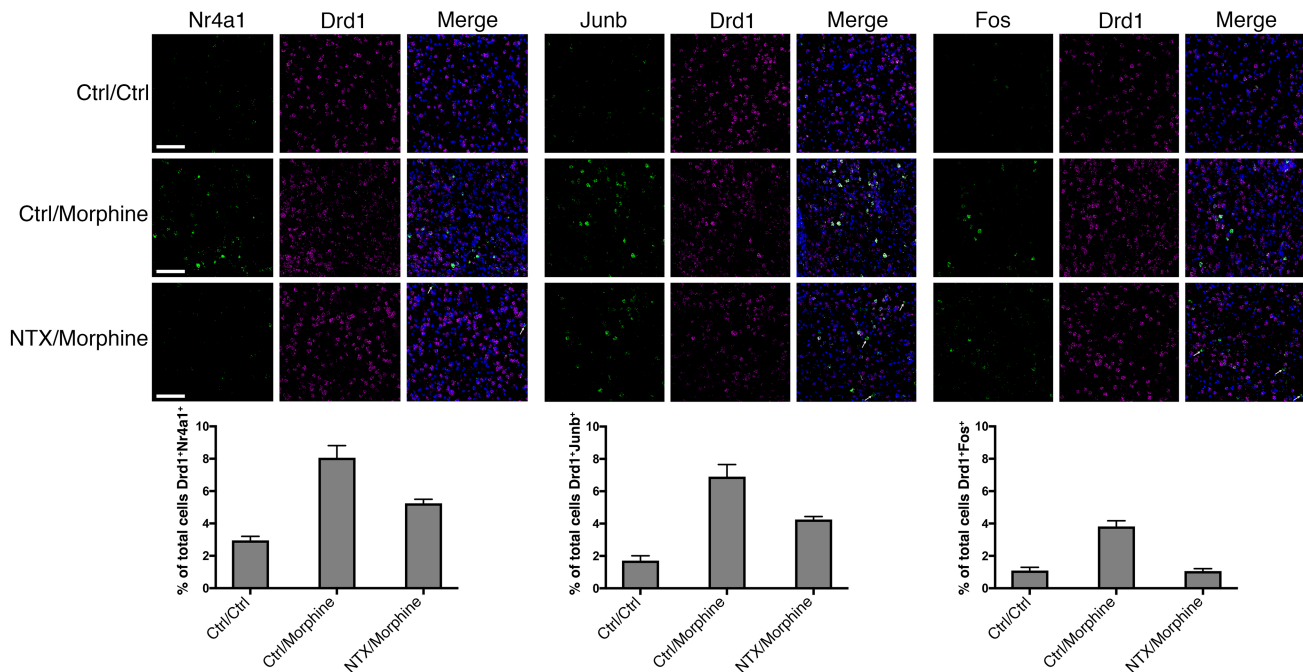 Nr4a1 Drd1 Merge Junb Drd1 Merge Fos Drd1 Merge
Ctrl/Ctrl
Ctrl/Morphine
NTX/Morphine
% of total cells Drd1⁺Nr4a1⁺
10
8
6
4
2
0
Ctrl/Ctrl
Ctrl/Morphine
NTX/Morphine
% of total cells Drd1⁺Junb⁺
10
8
6
4
2
0
Ctrl/Ctrl
Ctrl/Morphine
NTX/Morphine
% of total cells Drd1⁺Fos⁺
10
8
6
4
2
0
Ctrl/Ctrl
Ctrl/Morphine
NTX/Morphine